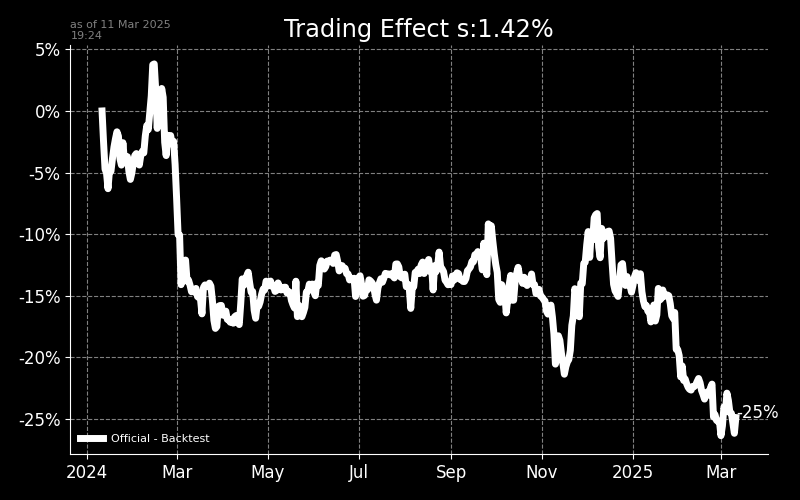 as of 11 Mar 2025
19:24
Trading Effect s:1.42%
5%
0%
-5%
-10%
-15%
-20%
-25%
-25%
Official - Backtest
2024 Mar May Jul Sep Nov 2025 Mar